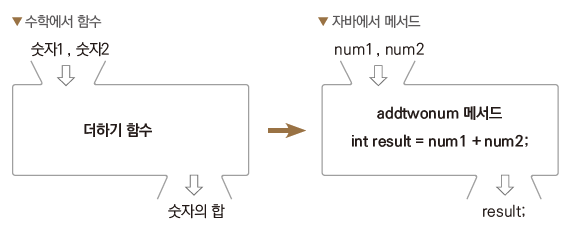 ▼ 수학에서 함수
숫자1 , 숫자2
더하기 함수
숫자의 합
▼ 자바에서 메서드
num1 , num2
addtwonum 메서드
int result = num1 + num2;
result;